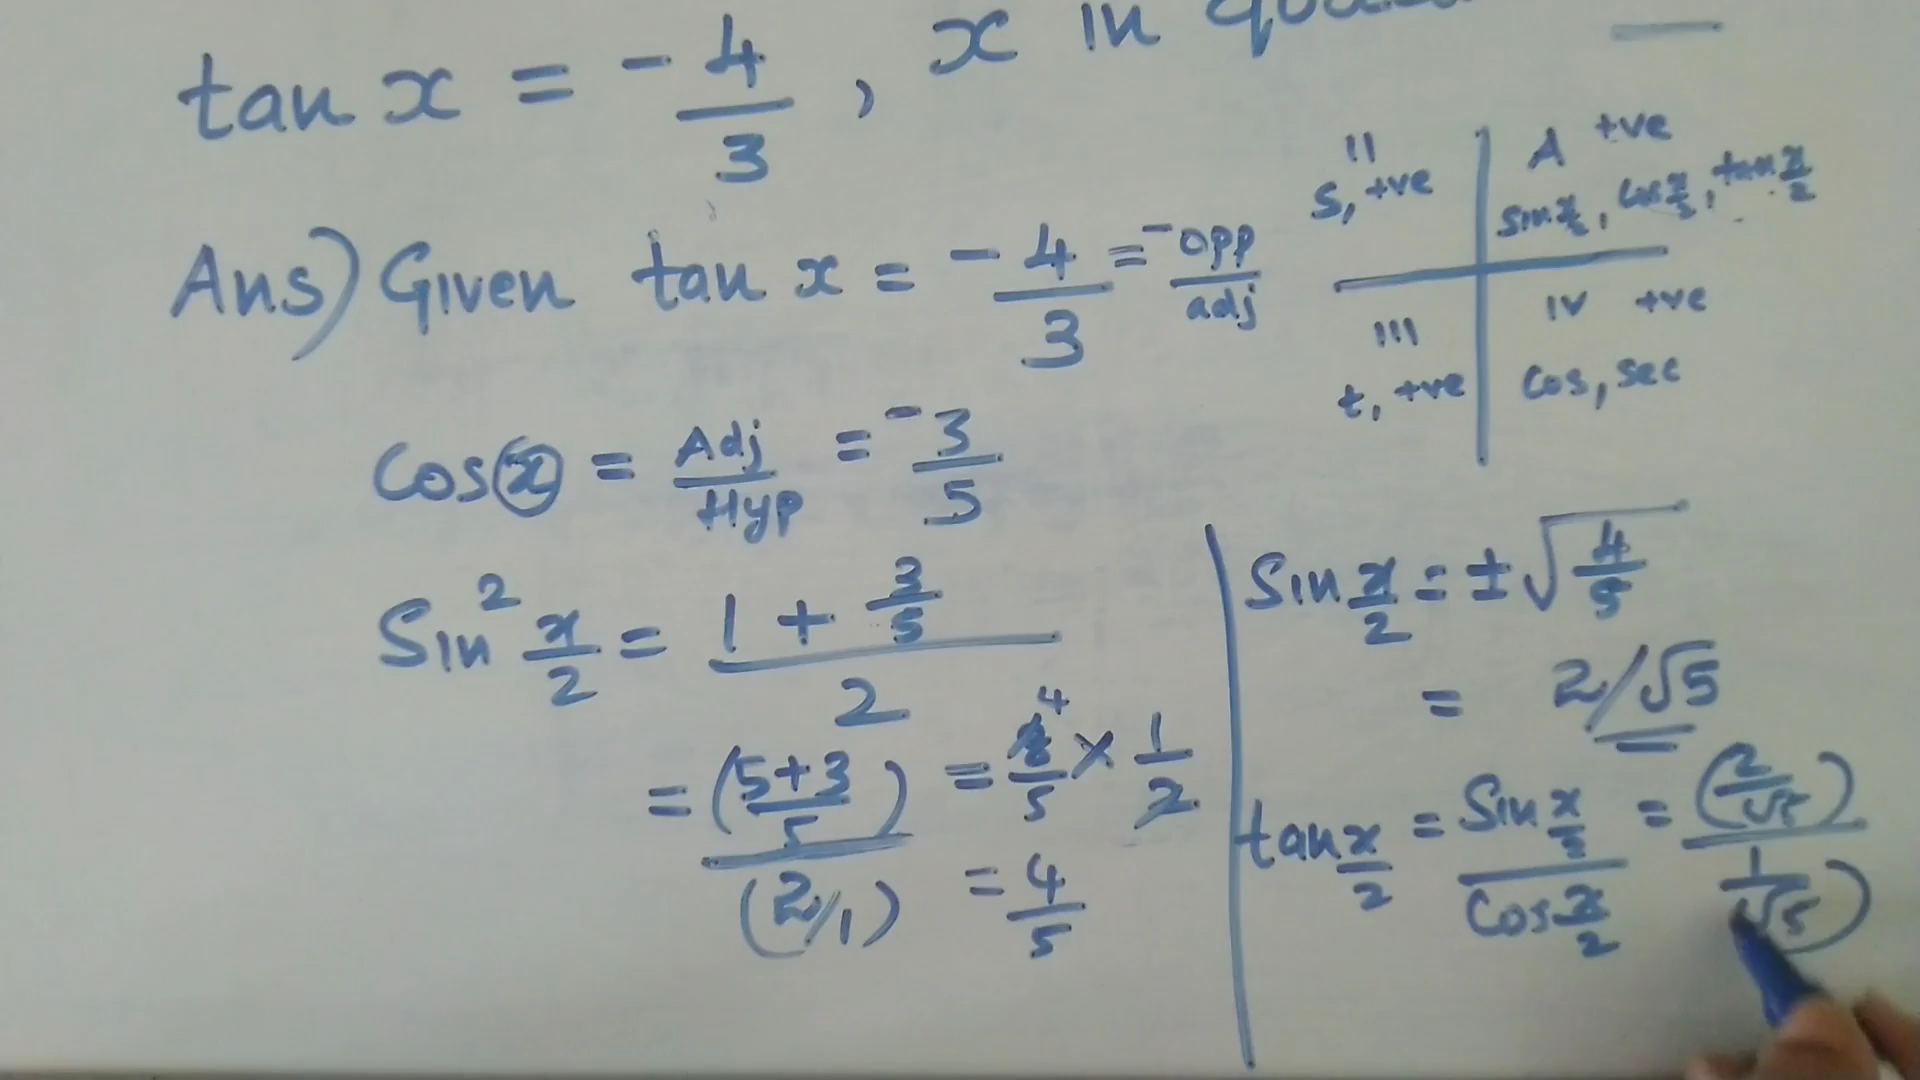 tan x = - 4/3 , x in
Ans) Given tan x = - 4/3 = - opp/adj
cos x = Adj/Hyp = -3/5
Sin² x/2 = (1 + 3/5)/2
= ((5+3)/5)/(2/1) = 8/5 × 1/2
4
= 4/5
II
S, +ve
A +ve
sin x/2, cos x/2, tan x/2
III
t, +ve
IV +ve
cos, sec
Sin x/2 = ± √(4/5)
= 2/√5
tan x/2 = Sin x/2 / Cos x/2 = (2/√5)/(1/√5)